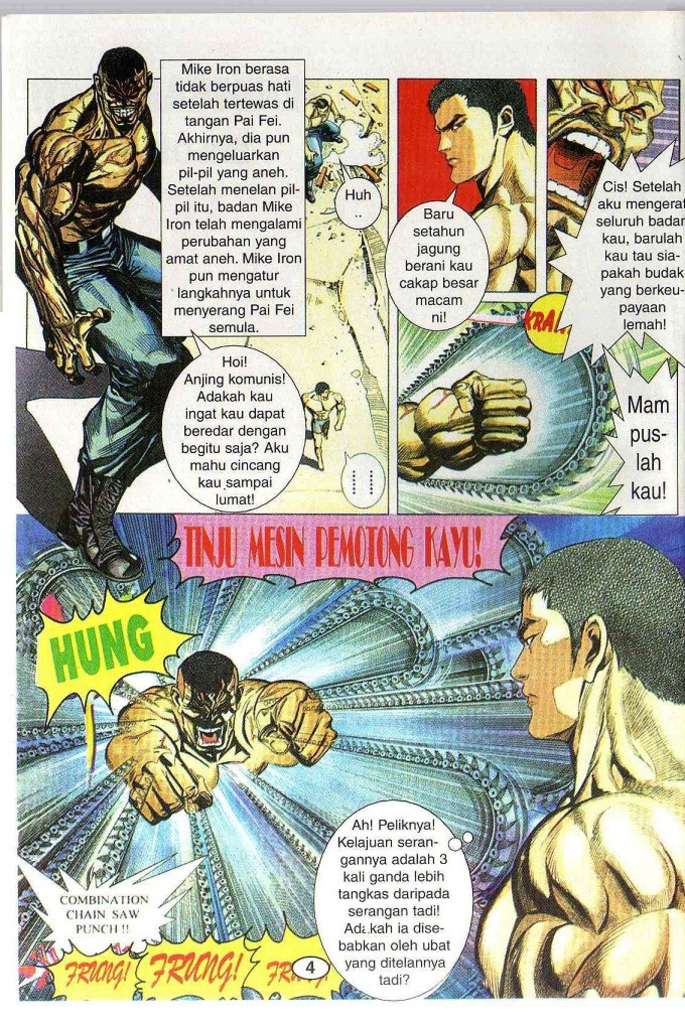 Mike Iron berasa
tidak berpuas hati
setelah tertewas di
tangan Pai Fei.
Akhirnya, dia pun
mengeluarkan
pil-pil yang aneh.
Setelah menelan pil-
pil itu, badan Mike
Iron telah mengalami
perubahan yang
amat aneh. Mike Iron
pun mengatur
langkahnya untuk
menyerang Pai Fei
semula.
Huh
..
Hoi!
Anjing komunis!
Adakah kau
ingat kau dapat
beredar dengan
begitu saja? Aku
mahu cincang
kau sampai
lumat!
Baru
setahun
jagung
berani kau
cakap besar
macam
ni!
Cis! Setelah
aku mengerat
seluruh badan
kau, barulah
kau tau sia-
pakah budak
yang berkeu-
payaan
lemah!
Mam
pus-
lah
kau!
TINJU MESIN PEMOTONG KAYU!
HUNG
COMBINATION
CHAIN SAW
PUNCH !!
Ah! Peliknya!
Kelajuan seran-
gannya adalah 3
kali ganda lebih
tangkas daripada
serangan tadi!
Adakah ia dise-
babkan oleh ubat
yang ditelannya
tadi?
FRUNG! FRUNG!
4